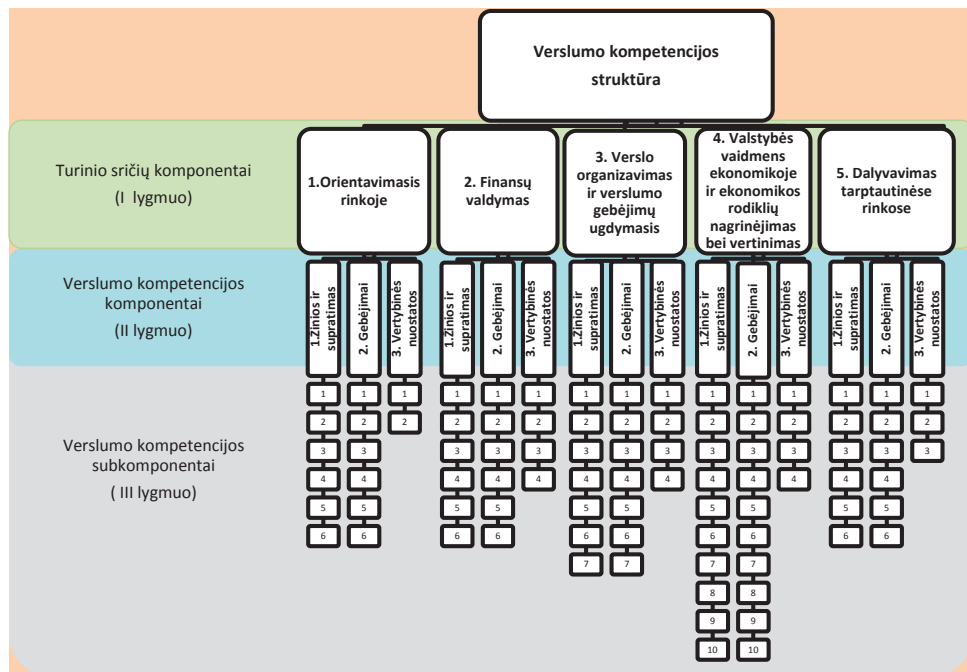 Verslumo kompetencijos
struktūra
Turinio sričių komponentai
(I lygmuo)
1.Orientavimasis
rinkoje
2. Finansų
valdymas
3. Verslo
organizavimas
ir verslumo
gebėjimų
ugdymasis
4. Valstybės
vaidmens
ekonomikoje
ir ekonomikos
rodiklių
nagrinėjimas
bei vertinimas
5. Dalyvavimas
tarptautinėse
rinkose
Verslumo kompetencijos
komponentai
(II lygmuo)
1.Žinios ir
supratimas
2. Gebėjimai
3. Vertybinės
nuostatos
1.Žinios ir
supratimas
2. Gebėjimai
3. Vertybinės
nuostatos
1.Žinios ir
supratimas
2. Gebėjimai
3. Vertybinės
nuostatos
1.Žinios ir
supratimas
2. Gebėjimai
3. Vertybinės
nuostatos
1.Žinios ir
supratimas
2. Gebėjimai
3. Vertybinės
nuostatos
Verslumo kompetencijos
subkomponentai
( III lygmuo)
1 1 1 1 1 1 1 1 1 1 1 1 1 1 1
2 2 2 2 2 2 2 2 2 2 2 2 2 2 2
3 3 3 3 3 3 3 3 3 3 3 3 3 3
4 4 4 4 4 4 4 4 4 4 4 4 4
5 5 5 5 5 5 5 5 5 5
6 6 6 6 6 6 6 6 6 6
7 7 7 7
8 8
9 9
10 10